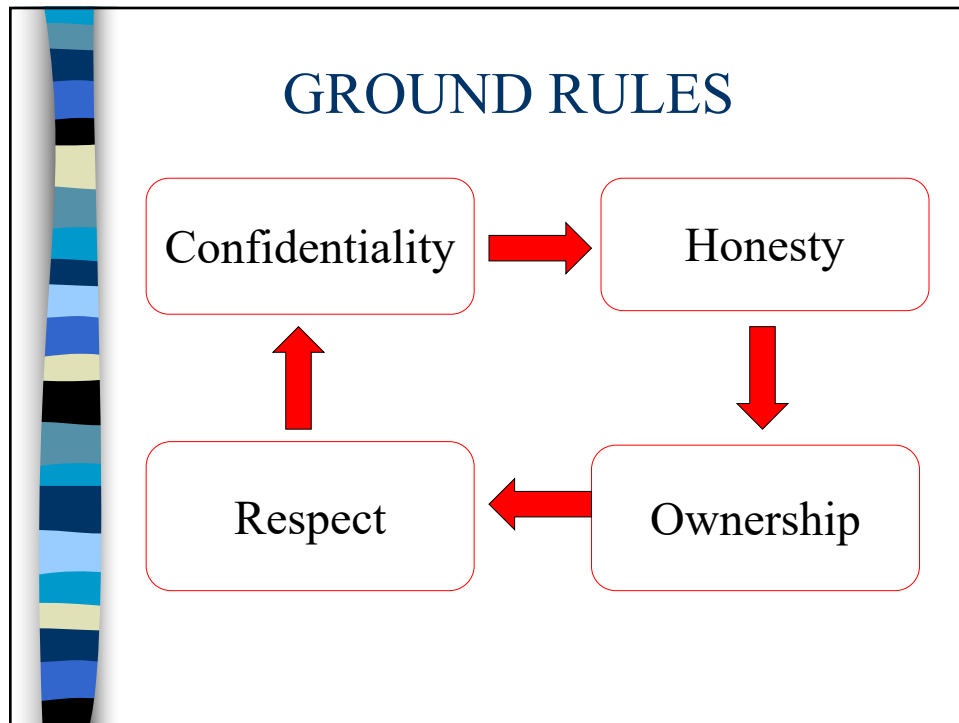 GROUND RULES
Confidentiality
Honesty
Respect
Ownership